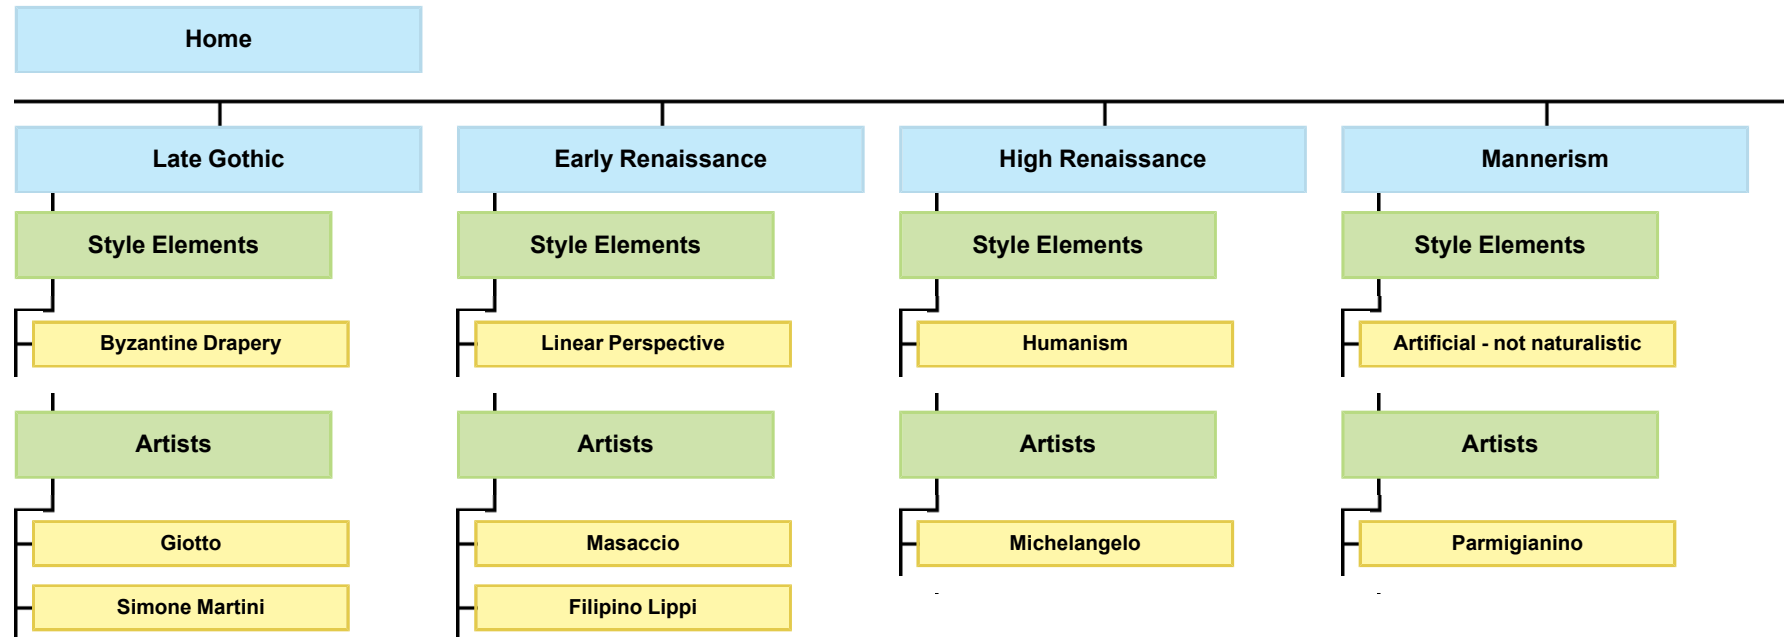 Home
Late Gothic
Early Renaissance
High Renaissance
Mannerism
Style Elements
Style Elements
Style Elements
Style Elements
Byzantine Drapery
Linear Perspective
Humanism
Artificial - not naturalistic
Artists
Artists
Artists
Artists
Giotto
Masaccio
Michelangelo
Parmigianino
Simone Martini
Filipino Lippi